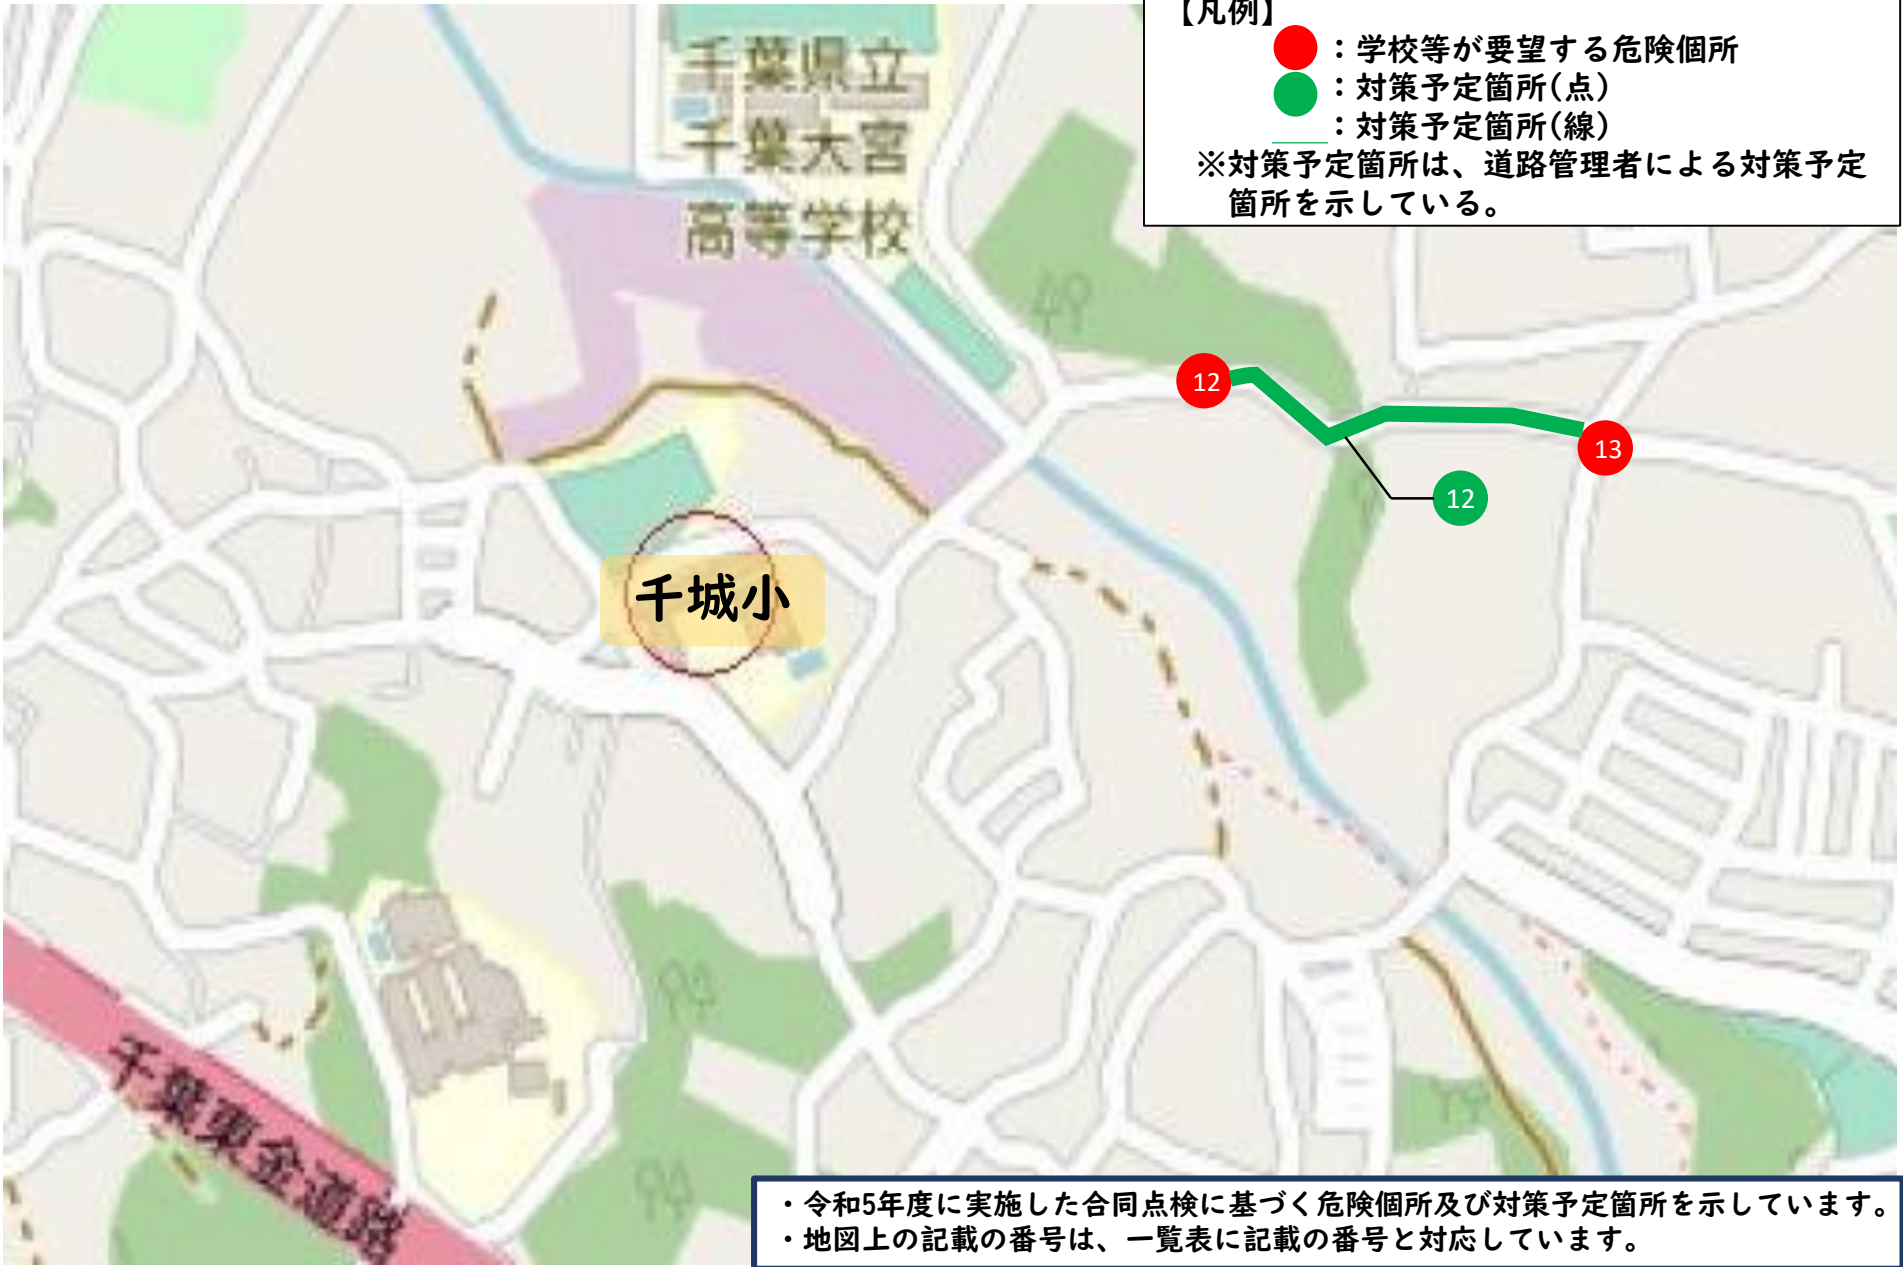 【凡例】
：学校等が要望する危険個所
：対策予定箇所(点)
：対策予定箇所(線)
※対策予定箇所は、道路管理者による対策予定
箇所を示している。
千葉県立
千葉大宮
高等学校
12
13
12
千城小
千葉東金道路
・令和5年度に実施した合同点検に基づく危険個所及び対策予定箇所を示しています。
・地図上の記載の番号は、一覧表に記載の番号と対応しています。